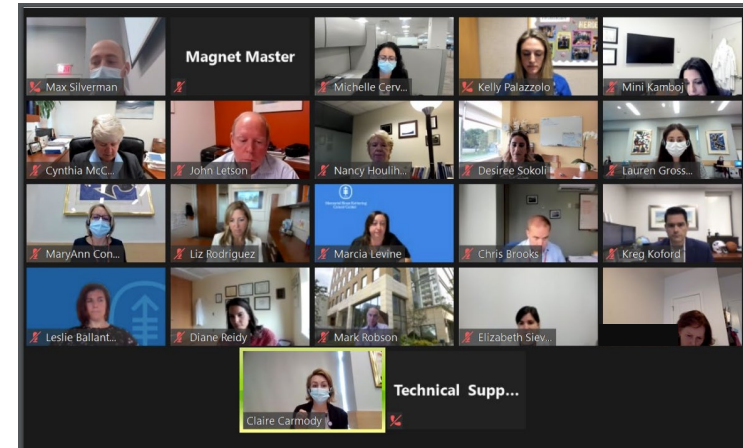 Magnet Master
Max Silverman
Michelle Cerv...
Kelly Palazzolo
Mini Kamboj
Cynthia McC...
John Letson
Nancy Houlih...
Desiree Sokoli
Lauren Gross...
MaryAnn Con...
Liz Rodriguez
Marcia Levine
Chris Brooks
Kreg Koford
Leslie Ballant...
Diane Reidy
Mark Robson
Elizabeth Siev...
Technical Supp...
Claire Carmody